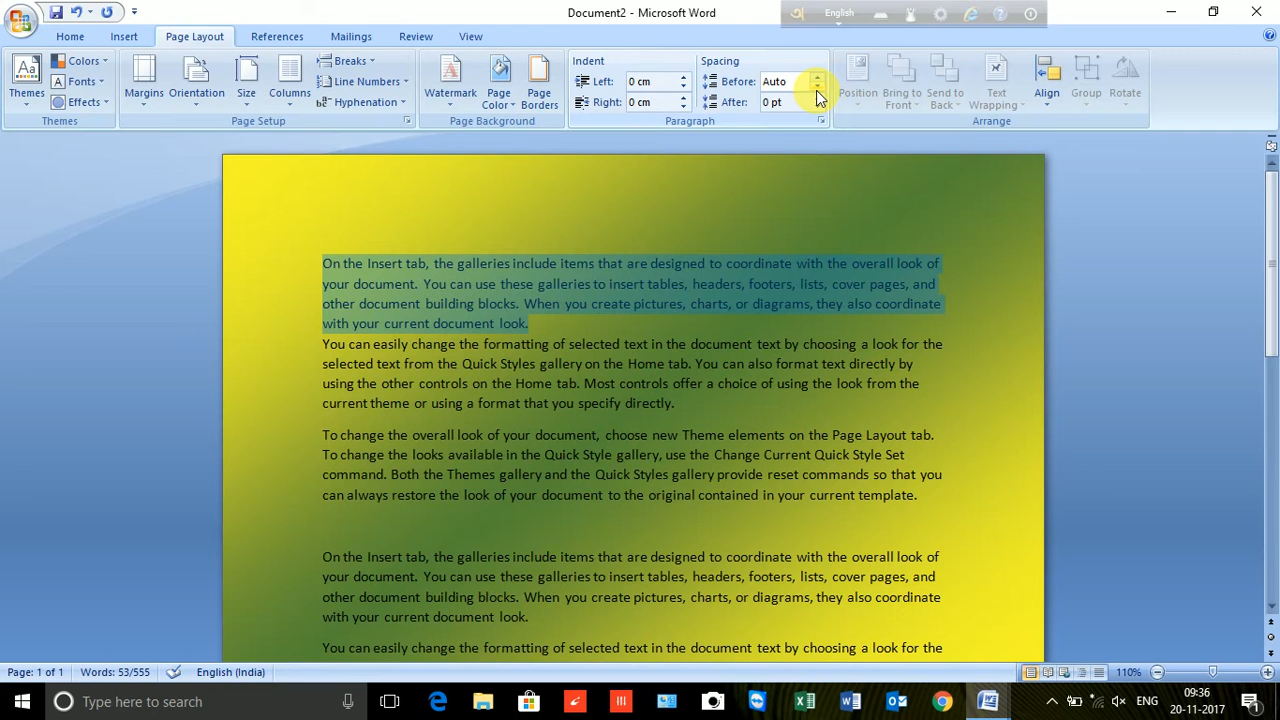 Document2 - Microsoft Word
English
Home Insert Page Layout References Mailings Review View
Themes
Colors
Fonts
Effects
Themes
Margins
Orientation
Size
Columns
Breaks
Line Numbers
Hyphenation
Page Setup
Watermark
Page Color
Page Borders
Page Background
Indent
Left: 0 cm
Right: 0 cm
Spacing
Before: Auto
After: 0 pt
Paragraph
Position
Bring to Front
Send to Back
Text Wrapping
Align
Group
Rotate
Arrange
On the Insert tab, the galleries include items that are designed to coordinate with the overall look of
your document. You can use these galleries to insert tables, headers, footers, lists, cover pages, and
other document building blocks. When you create pictures, charts, or diagrams, they also coordinate
with your current document look.
You can easily change the formatting of selected text in the document text by choosing a look for the
selected text from the Quick Styles gallery on the Home tab. You can also format text directly by
using the other controls on the Home tab. Most controls offer a choice of using the look from the
current theme or using a format that you specify directly.
To change the overall look of your document, choose new Theme elements on the Page Layout tab.
To change the looks available in the Quick Style gallery, use the Change Current Quick Style Set
command. Both the Themes gallery and the Quick Styles gallery provide reset commands so that you
can always restore the look of your document to the original contained in your current template.
On the Insert tab, the galleries include items that are designed to coordinate with the overall look of
your document. You can use these galleries to insert tables, headers, footers, lists, cover pages, and
other document building blocks. When you create pictures, charts, or diagrams, they also coordinate
with your current document look.
You can easily change the formatting of selected text in the document text by choosing a look for the
Page: 1 of 1 Words: 53/555 English (India) 110%
Type here to search
ENG
09:36
20-11-2017